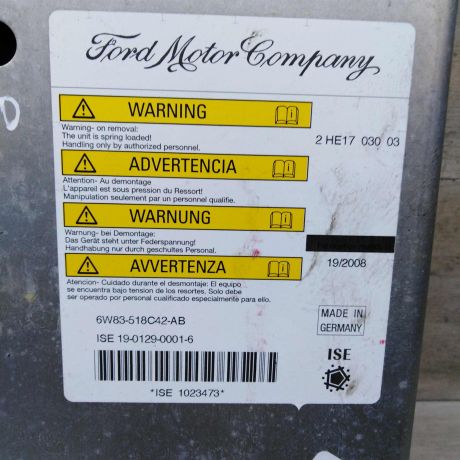 Ford Motor Company
WARNING
Warning- on removal:
The unit is spring loaded!
Handling only by authorized personnel.
2 HE17 030 03
ADVERTENCIA
Attention- Au demontage
L'appareil est sous pression du Ressort!
Manipulation seulement par un personnel qualifie.
WARNUNG
Warnung- bei Demontage:
Das Gerät steht unter Federspannung!
Handhabung nur durch geschultes Personal.
AVVERTENZA
19/2008
Atencion- Cuidado durante el desmontaje: El equipo
se encuentra bajo tension de los resortes. Solo debe
ser operado por personal cualificado especialmente para ello.
6W83-518C42-AB
MADE IN
GERMANY
ISE 19-0129-0001-6
ISE
*ISE 1023473*